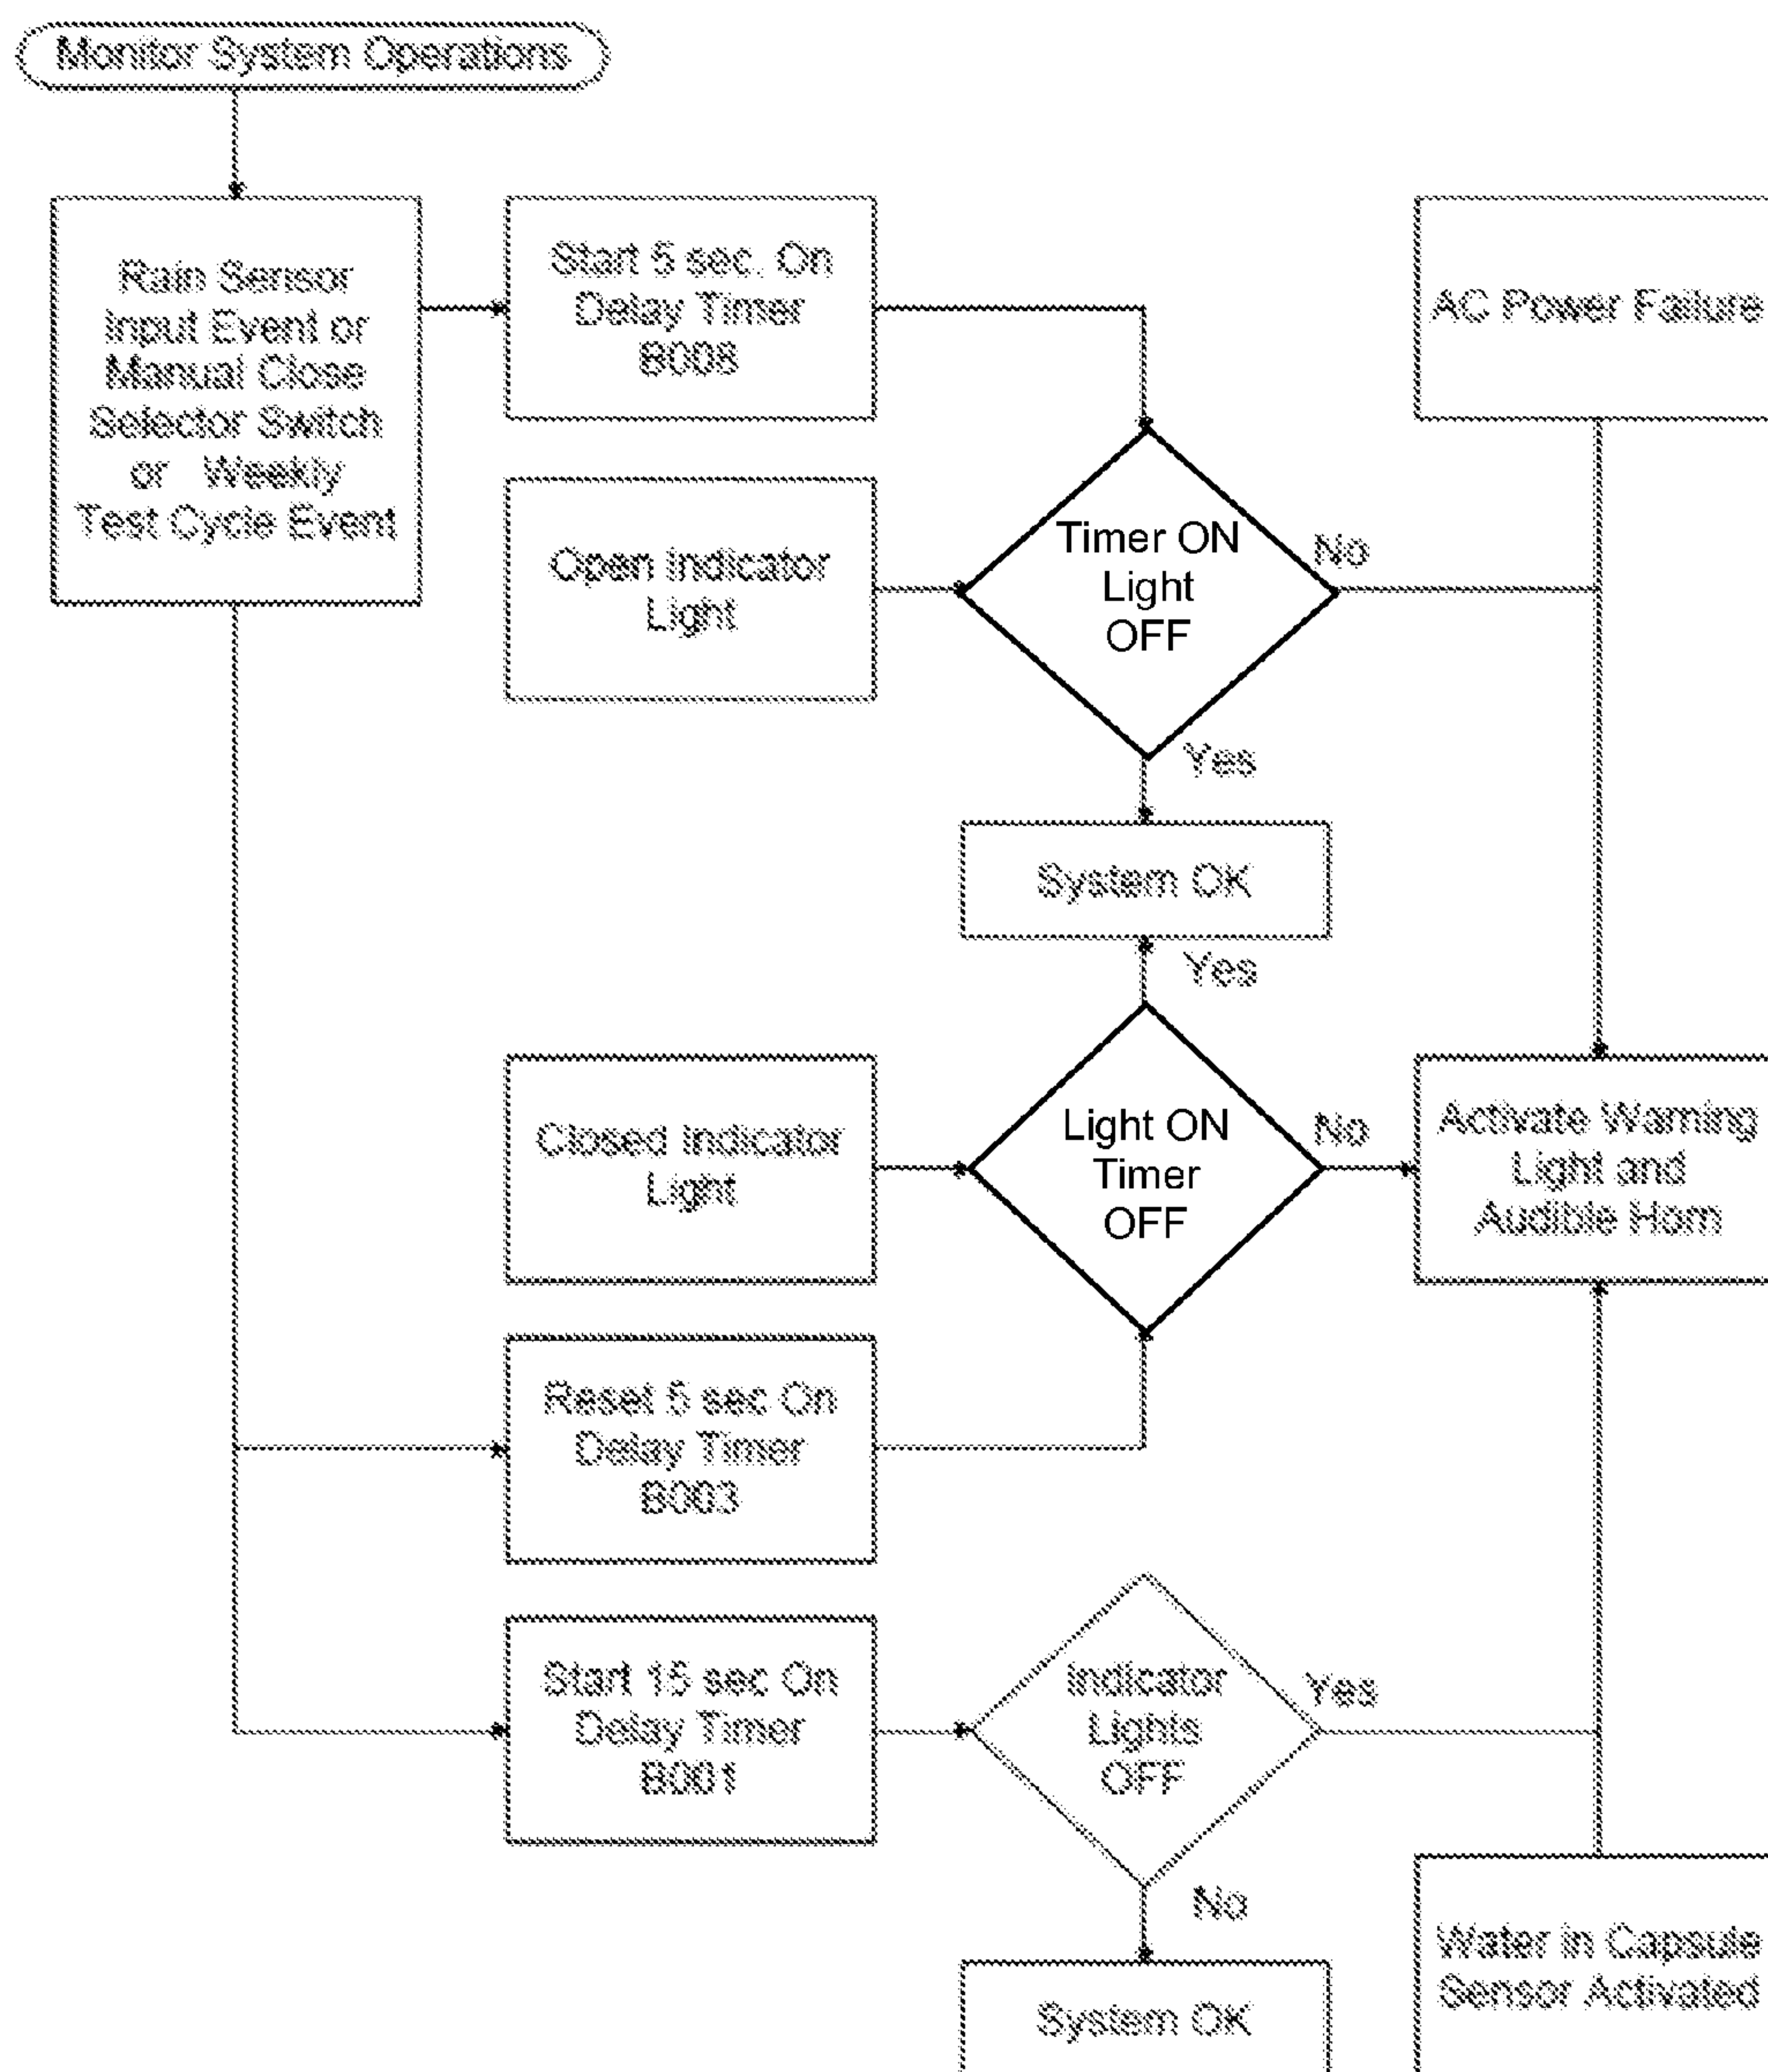 Monitor System Operations
Rain Sensor
Input Event or
Manual Close
Selector Switch
or Weekly
Test Cycle Event
Start 5 sec. On
Delay Timer
B008
AC Power Failure
Open Indicator
Light
Timer ON
Light
OFF
No
Yes
System OK
Yes
Closed Indicator
Light
Light ON
Timer
OFF
No
Activate Warning
Light and
Audible Horn
Reset 5 sec On
Delay Timer
B003
Start 15 sec On
Delay Timer
B001
Indicator
Lights
OFF
Yes
No
System OK
Water in Capsule
Sensor Activated